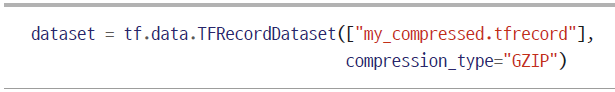 dataset = tf.data.TFRecordDataset(["my_compressed.tfrecord"],
                                  compression_type="GZIP")